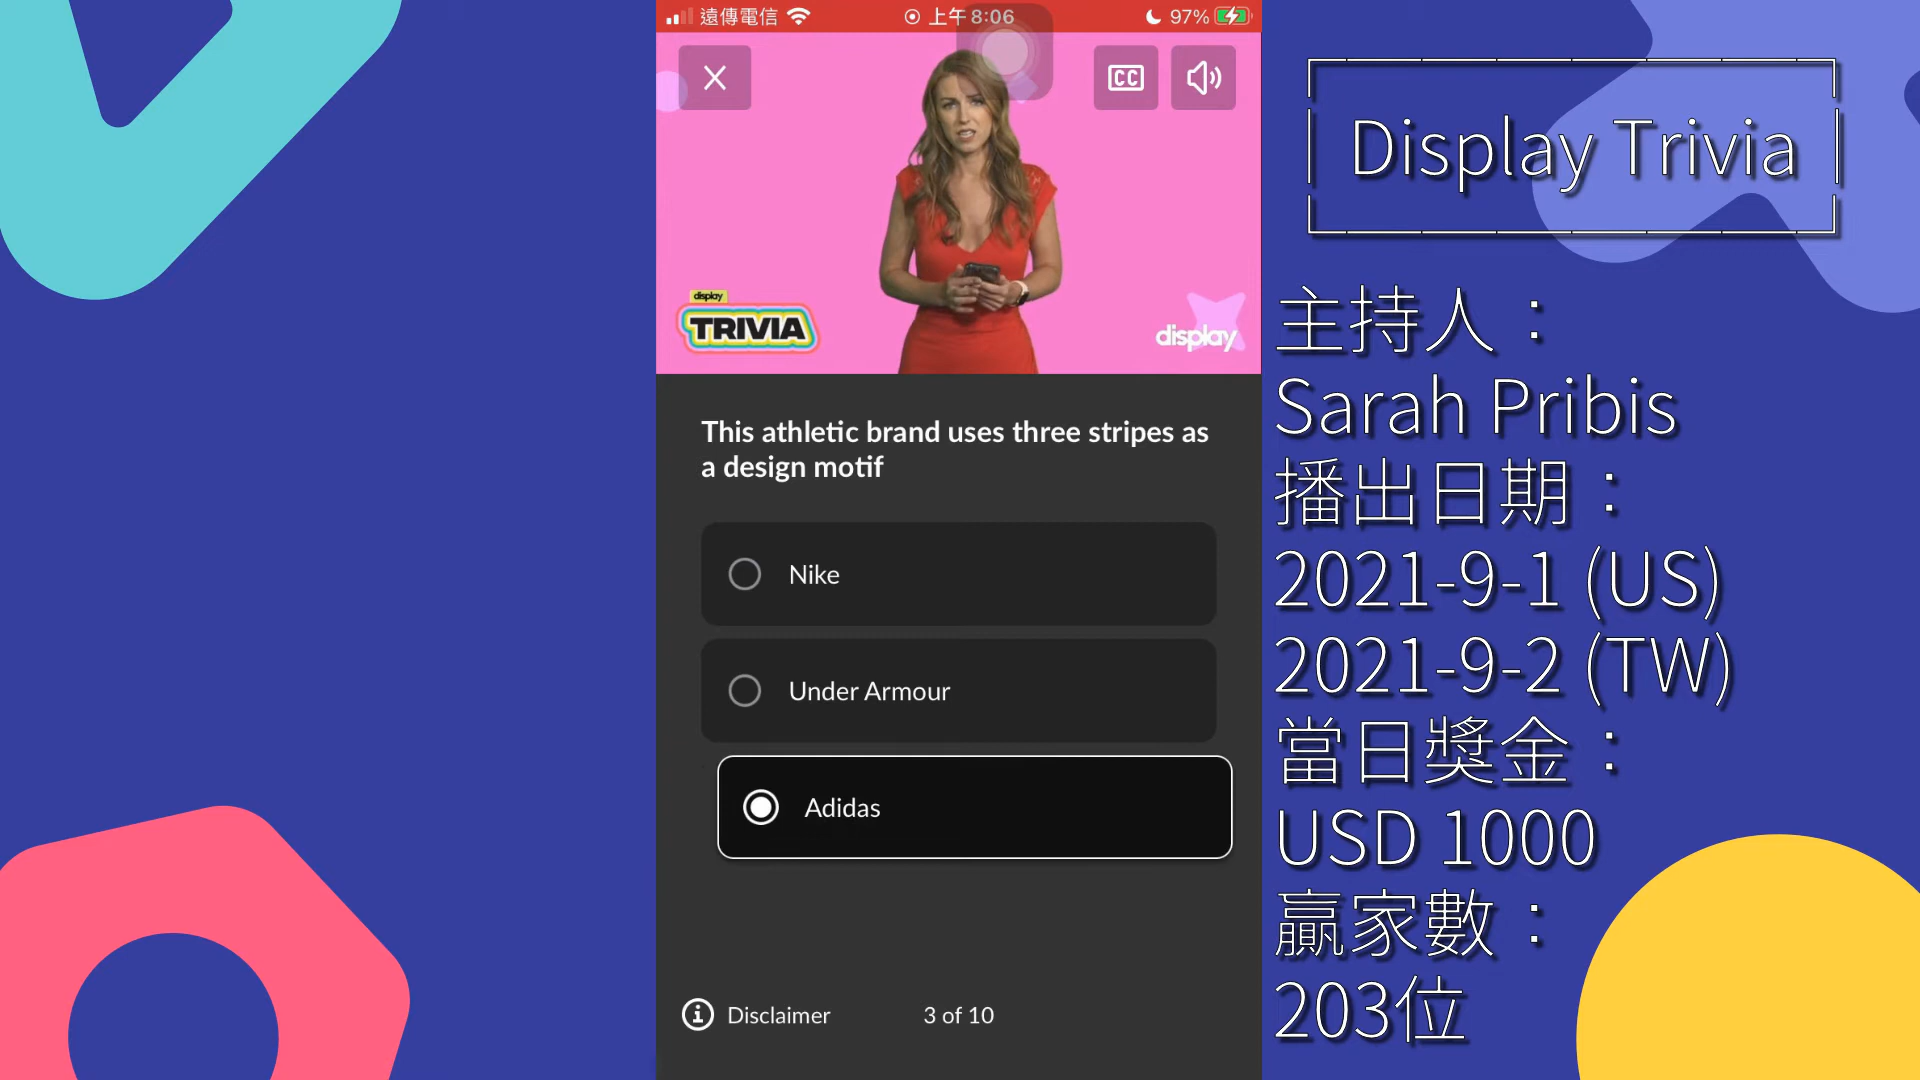 遠傳電信
上午8:06
97%
CC
display
TRIVIA
display
This athletic brand uses three stripes as
a design motif
Nike
Under Armour
Adidas
Disclaimer
3 of 10
Display Trivia
主持人：
Sarah Pribis
播出日期：
2021-9-1 (US)
2021-9-2 (TW)
當日獎金：
USD 1000
贏家數：
203位